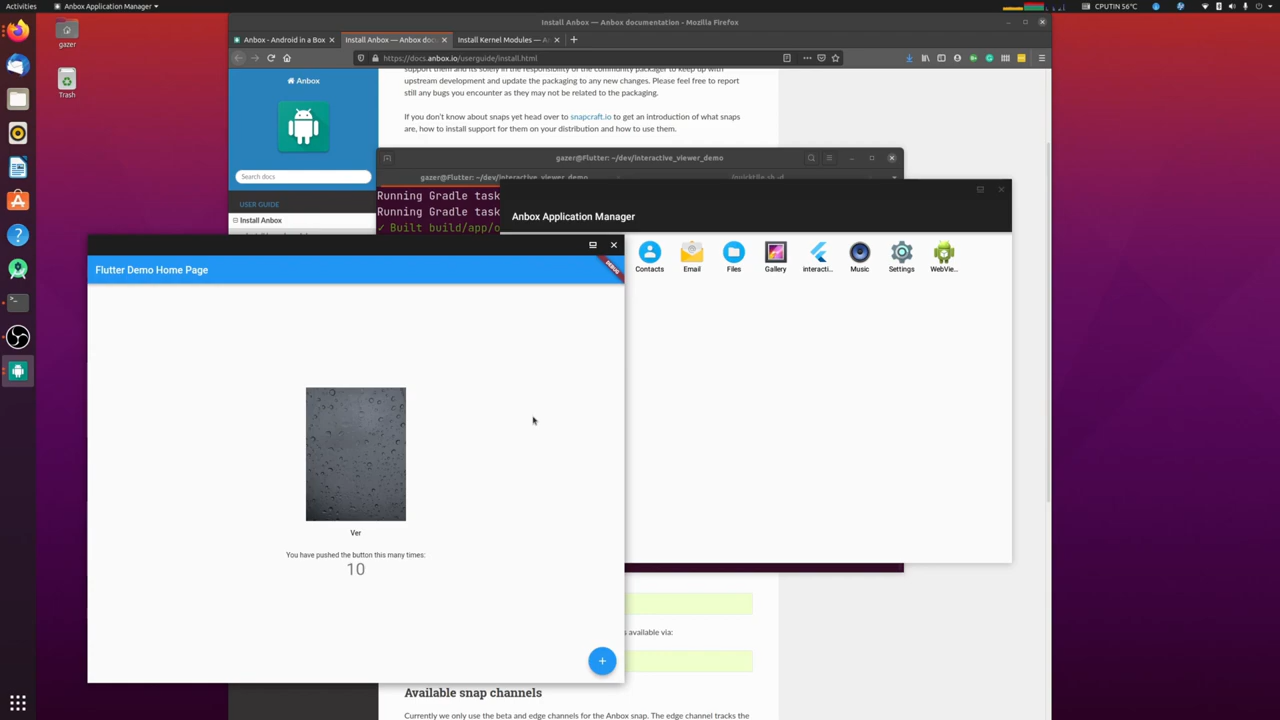 Activities
Anbox Application Manager
CPUTIN 56°C
gazer
Trash
Install Anbox — Anbox documentation - Mozilla Firefox
Anbox - Android in a Box
Install Anbox — Anbox doc
Install Kernel Modules — A
https://docs.anbox.io/userguide/install.html
Anbox
Search docs
USER GUIDE
Install Anbox
support them and its solely in the responsibility of the community packager to keep up with
upstream development and update the packaging to any new changes. Please feel free to report
still any bugs you encounter as they may not be related to the packaging.
If you don't know about snaps yet head over to snapcraft.io to get an introduction of what snaps
are, how to install support for them on your distribution and how to use them.
gazer@Flutter: ~/dev/interactive_viewer_demo
gazer@Flutter: ~/dev/interactive_viewer_demo
Running Gradle task
Running Gradle task
✓ Built build/app/o
Anbox Application Manager
Contacts
Email
Files
Gallery
interacti...
Music
Settings
WebVie...
Flutter Demo Home Page
DEBUG
Ver
You have pushed the button this many times:
10
+
s available via:
Available snap channels
Currently we only use the beta and edge channels for the Anbox snap. The edge channel tracks the